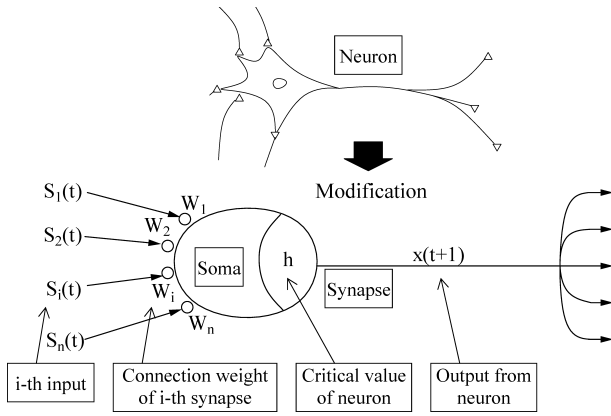 Neuron
Modification
S1(t)
W1
S2(t)
W2
Soma
h
x(t+1)
Si(t)
Wi
Synapse
Sn(t)
Wn
i-th input
Connection weight
of i-th synapse
Critical value
of neuron
Output from
neuron